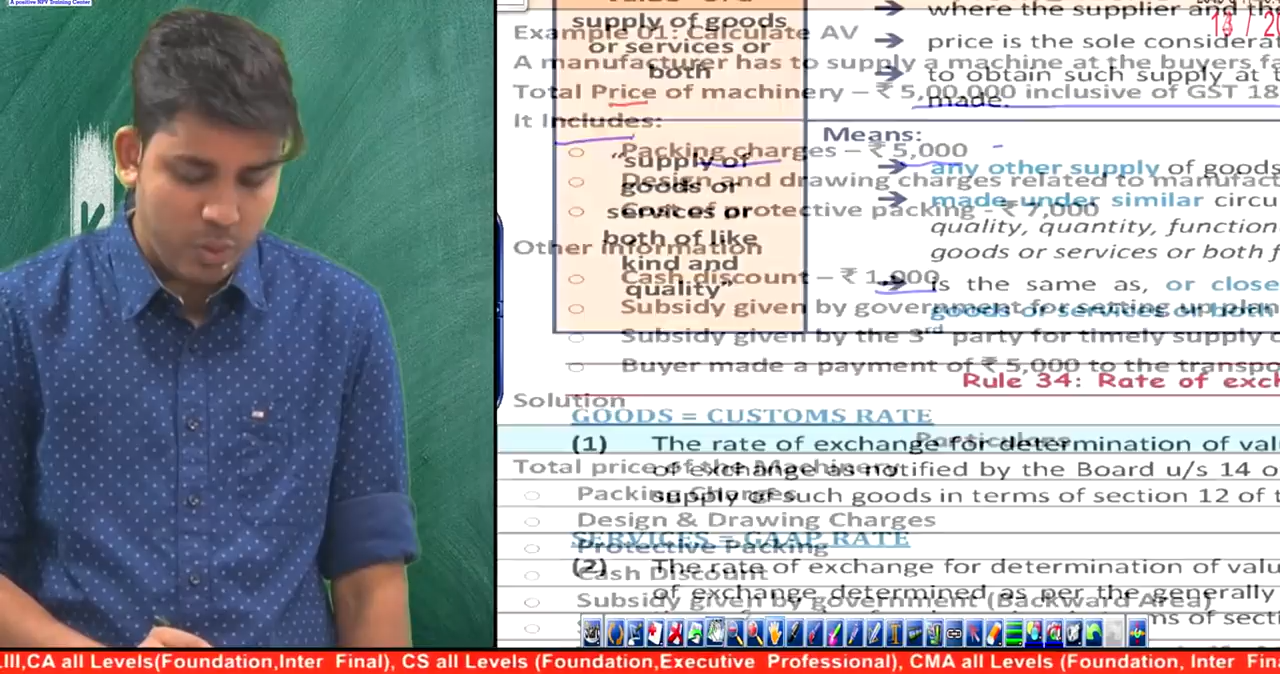 A positive NPV Training Center
supply of goods
or services or
both
where the supplier and the
price is the sole considerat
to obtain such supply at t
made.
Example 01: Calculate AV
A manufacturer has to supply a machine at the buyers fa
Total Price of machinery – ₹ 5,00,000 inclusive of GST 18
It Includes:
Packing charges – ₹ 5,000
Design and drawing charges related to manufact
Cost of protective packing - ₹ 7,000
Other information
Cash discount – ₹ 1,000
Subsidy given by government for setting up plan
Subsidy given by the 3rd party for timely supply o
Buyer made a payment of ₹ 5,000 to the transpo
"supply of
goods or
services or
both of like
kind and
quality"
Means:
any other supply of goods
made under similar circu
quality, quantity, function
goods or services or both f
is the same as, or close
goods or services or both
Rule 34: Rate of exc
GOODS = CUSTOMS RATE
(1) The rate of exchange for determination of val
of exchange as notified by the Board u/s 14 o
supply of such goods in terms of section 12 of t
SERVICES = GAAP RATE
(2) The rate of exchange for determination of valu
of exchange determined as per the generally
ms of secti
Solution
Particulars
Total price of the Machinery
Packing Charges
Design & Drawing Charges
Protective Packing
Cash Discount
Subsidy given by government (Backward Area)
.III,CA all Levels(Foundation,Inter Final), CS all Levels (Foundation,Executive Professional), CMA all Levels (Foundation, Inter Fin